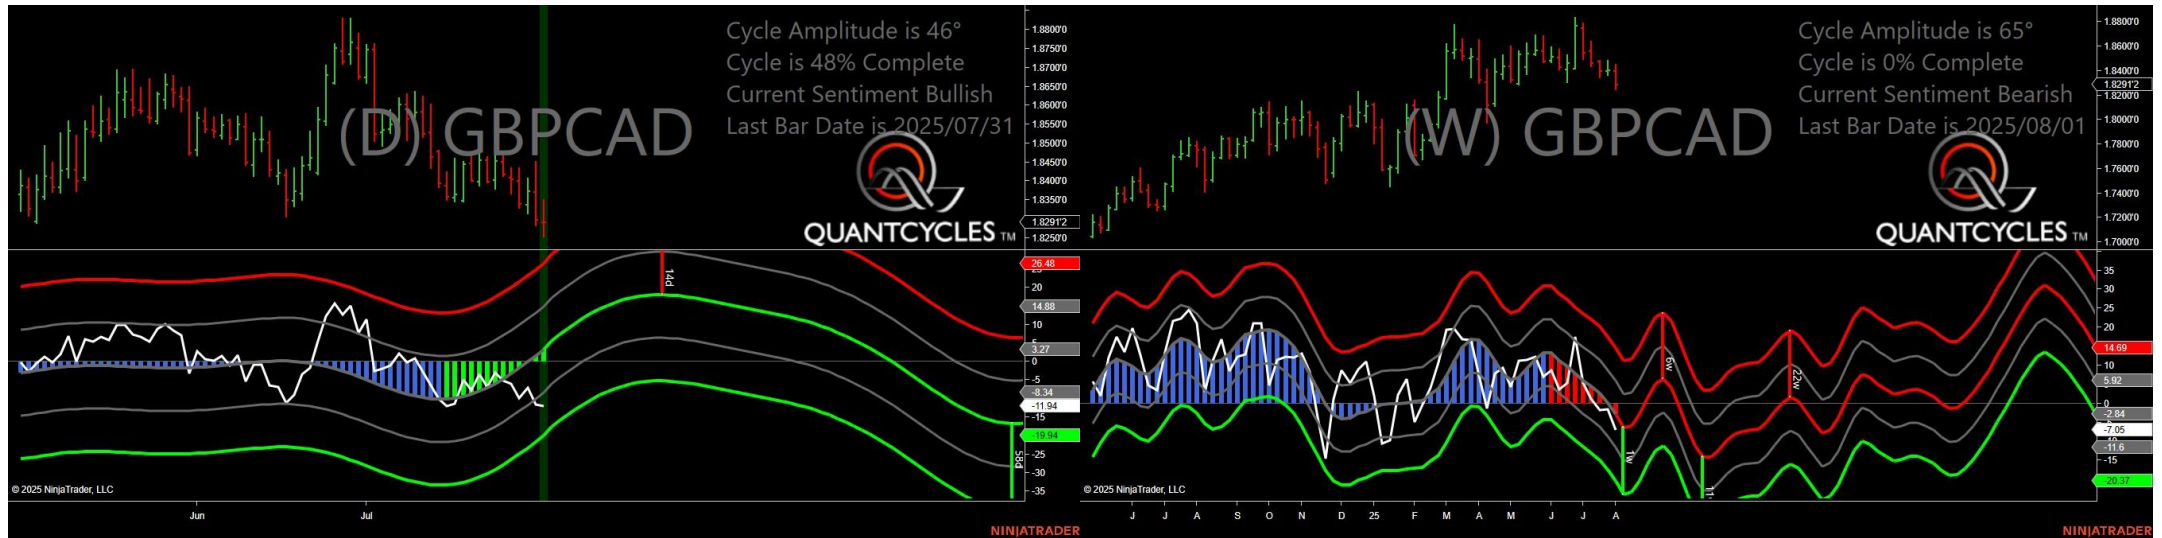 Cycle Amplitude is 46°
Cycle is 48% Complete
Current Sentiment Bullish
Last Bar Date is 2025/07/31
(D) GBPCAD
QUANTCYCLES TM
1.8800'0
1.8750'0
1.8700'0
1.8650'0
1.8600'0
1.8550'0
1.8500'0
1.8450'0
1.8400'0
1.8350'0
1.8291'2
1.8250'0
14d
58d
26.48
20
14.88
10
3.27
0
-5
-8.34
-11.94
-15
-19.94
-25
-30
-35
© 2025 NinjaTrader, LLC
Jun
Jul
NINJATRADER
Cycle Amplitude is 65°
Cycle is 0% Complete
Current Sentiment Bearish
Last Bar Date is 2025/08/01
(W) GBPCAD
QUANTCYCLES TM
1.8800'0
1.8600'0
1.8400'0
1.8291'2
1.8200'0
1.8000'0
1.7800'0
1.7600'0
1.7400'0
1.7200'0
1.7000'0
6w
22w
1w
35
30
25
20
14.69
10
5.92
0
-2.84
-7.05
-11.6
-15
-20.37
© 2025 NinjaTrader, LLC
J
J
A
S
O
N
D
25
F
M
A
M
J
J
A
NINJATRADER